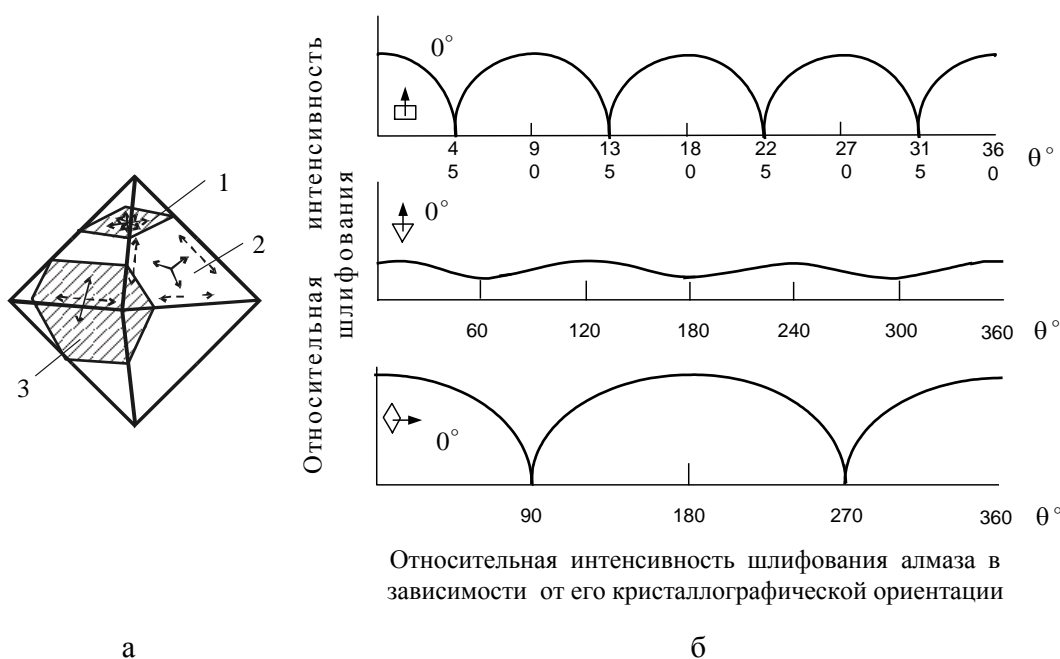 1
2
3
Относительная интенсивность
шлифования
0°
4 9 13 18 22 27 31 36
5 0 5 0 5 0 5 0
θ°
0°
60 120 180 240 300 360 θ°
0°
90 180 270 360 θ°
Относительная интенсивность шлифования алмаза в
зависимости от его кристаллографической ориентации
а б